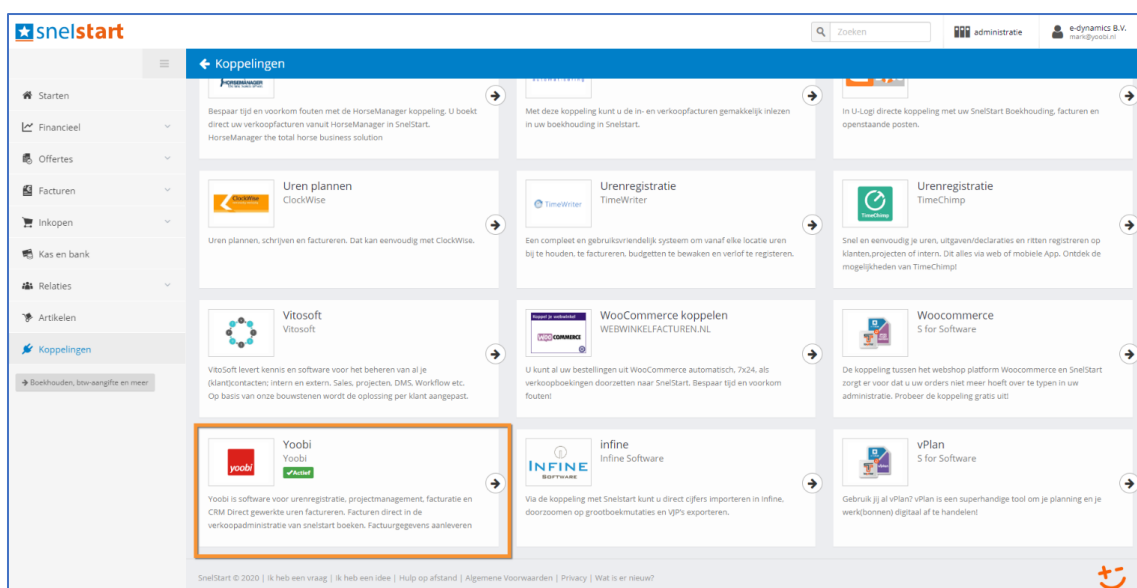 snelstart
Zoeken
administratie
e-dynamics B.V.
mark@yoobi.nl
Koppelingen
Starten
Financieel
Offertes
Facturen
Inkopen
Kas en bank
Relaties
Artikelen
Koppelingen
Boekhouden, btw-aangifte en meer
HORSEMANAGER
Bespaar tijd en voorkom fouten met de HorseManager koppeling. U boekt
direct uw verkoopfacturen vanuit HorseManager in SnelStart.
HorseManager the total horse business solution
Met deze koppeling kunt u de in- en verkoopfacturen gemakkelijk inlezen
in uw boekhouding in Snelstart.
In U-Logi directe koppeling met uw SnelStart Boekhouding, facturen en
openstaande posten.
ClockWise
Uren plannen
ClockWise
Uren plannen, schrijven en factureren. Dat kan eenvoudig met ClockWise.
TimeWriter
Urenregistratie
TimeWriter
Een compleet en gebruiksvriendelijk systeem om vanaf elke locatie uren
bij te houden, te factureren, budgetten te bewaken en verlof te registeren.
TimeChimp
Urenregistratie
TimeChimp
Snel en eenvoudig je uren, uitgaven/declaraties en ritten registreren op
klanten,projecten of intern. Dit alles via web of mobiele App. Ontdek de
mogelijkheden van TimeChimp!
Vitosoft
Vitosoft
VitoSoft levert kennis en software voor het beheren van al je
(klant)contacten; intern en extern. Sales, projecten, DMS, Workflow etc.
Op basis van onze bouwstenen wordt de oplossing per klant aangepast.
Koppel je webwinkel
WOO COMMERCE
WooCommerce koppelen
WEBWINKELFACTUREN.NL
U kunt al uw bestellingen uit WooCommerce automatisch, 7x24, als
verkoopboekingen doorzetten naar SnelStart. Bespaar tijd en voorkom
fouten!
Woocommerce
S for Software
De koppeling tussen het webshop platform Woocommerce en SnelStart
zorgt er voor dat u uw orders niet meer hoeft over te typen in uw
administratie. Probeer de koppeling gratis uit!
yoobi
Yoobi
Yoobi
Actief
Yoobi is software voor urenregistratie, projectmanagement, facturatie en
CRM Direct gewerkte uren factureren. Facturen direct in de
verkoopadministratie van snelstart boeken. Factuurgegevens aanleveren
INFINE
SOFTWARE
infine
Infine Software
Via de koppeling met Snelstart kunt u direct cijfers importeren in Infine,
doorzoomen op grootboekmutaties en VJP's exporteren.
vPlan
S for Software
Gebruik jij al vPlan? vPlan is een superhandige tool om je planning en je
werk(bonnen) digitaal af te handelen!
SnelStart © 2020 | Ik heb een vraag | Ik heb een idee | Hulp op afstand | Algemene Voorwaarden | Privacy | Wat is er nieuw?